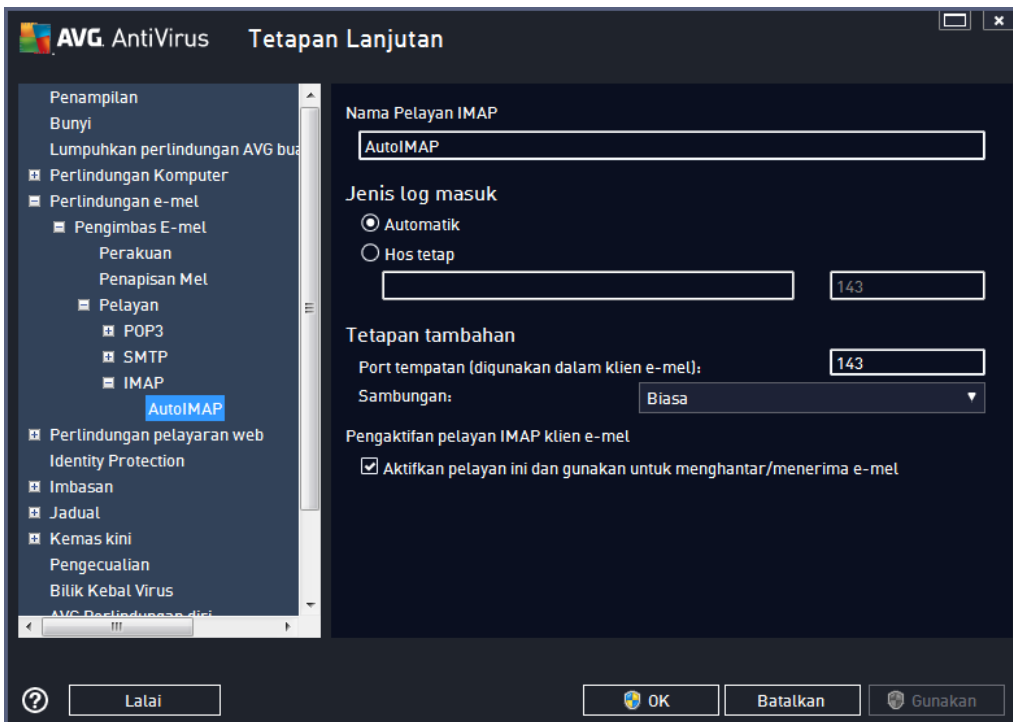 AVG. AntiVirus Tetapan Lanjutan
Penampilan
Bunyi
Lumpuhkan perlindungan AVG bua
Perlindungan Komputer
Perlindungan e-mel
Pengimbas E-mel
Perakuan
Penapisan Mel
Pelayan
POP3
SMTP
IMAP
AutoIMAP
Perlindungan pelayaran web
Identity Protection
Imbasan
Jadual
Kemas kini
Pengecualian
Bilik Kebal Virus
AVG Perlindungan diri
Nama Pelayan IMAP
AutoIMAP
Jenis log masuk
Automatik
Hos tetap
143
Tetapan tambahan
Port tempatan (digunakan dalam klien e-mel): 143
Sambungan: Biasa
Pengaktifan pelayan IMAP klien e-mel
Aktifkan pelayan ini dan gunakan untuk menghantar/menerima e-mel
Lalai OK Batalkan Gunakan